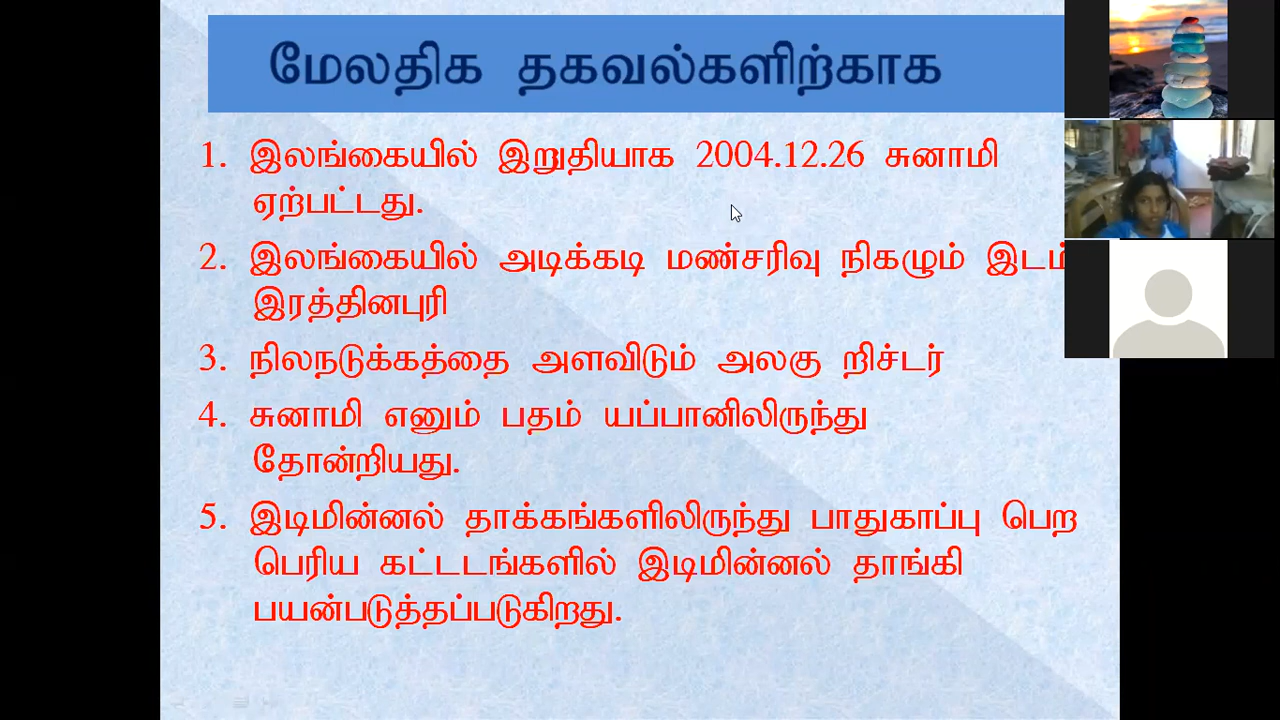 மேலதிக தகவல்களிற்காக
1. இலங்கையில் இறுதியாக 2004.12.26 சுனாமி
ஏற்பட்டது.
2. இலங்கையில் அடிக்கடி மண்சரிவு நிகழும் இடம்
இரத்தினபுரி
3. நிலநடுக்கத்தை அளவிடும் அலகு றிச்டர்
4. சுனாமி எனும் பதம் யப்பானிலிருந்து
தோன்றியது.
5. இடிமின்னல் தாக்கங்களிலிருந்து பாதுகாப்பு பெற
பெரிய கட்டடங்களில் இடிமின்னல் தாங்கி
பயன்படுத்தப்படுகிறது.